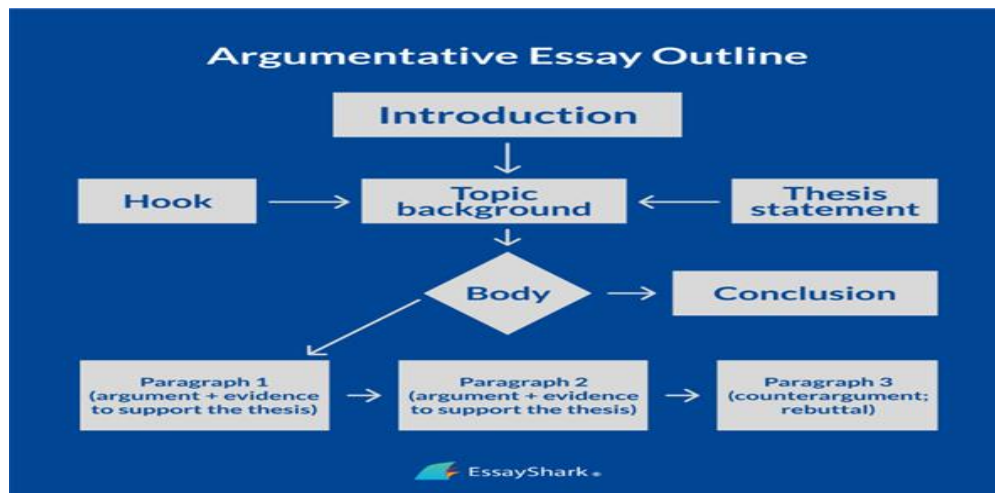 Argumentative Essay Outline
Introduction
Hook
Topic
background
Thesis
statement
Body
Conclusion
Paragraph 1
(argument + evidence
to support the thesis)
Paragraph 2
(argument + evidence
to support the thesis)
Paragraph 3
(counterargument;
rebuttal)
EssayShark®